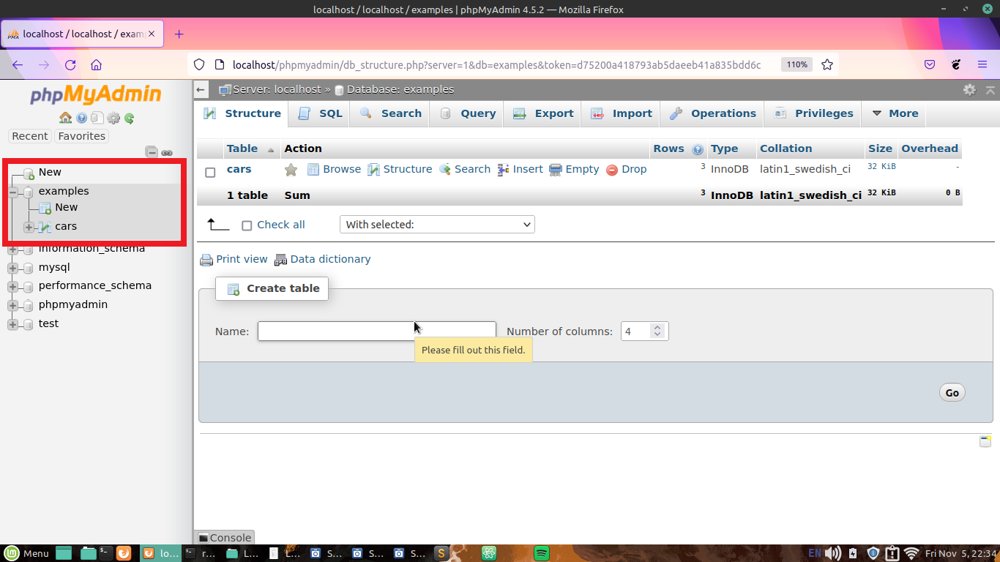 localhost / localhost / examples | phpMyAdmin 4.5.2 — Mozilla Firefox
PMA localhost / localhost / exam
localhost/phpmyadmin/db_structure.php?server=1&db=examples&token=d75200a418793ab5daeeb41a835bdd6c 110%
phpMyAdmin
Recent Favorites
New
examples
New
cars
information_schema
mysql
performance_schema
phpmyadmin
test
Server: localhost » Database: examples
Structure SQL Search Query Export Import Operations Privileges More
Table Action Rows Type Collation Size Overhead
cars Browse Structure Search Insert Empty Drop 3 InnoDB latin1_swedish_ci 32 KiB -
1 table Sum 3 InnoDB latin1_swedish_ci 32 KiB 0 B
Check all With selected:
Print view Data dictionary
Create table
Name: Number of columns: 4
Please fill out this field.
Go
Console
Menu lo... r... L... L... S... S... S... EN Fri Nov 5, 22:34